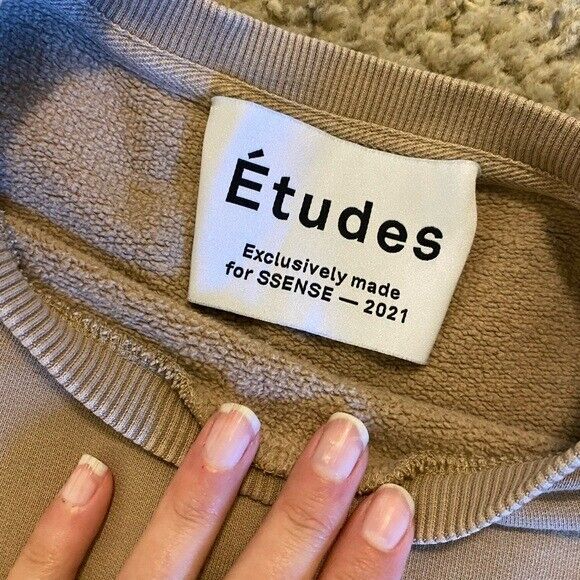 Études
Exclusively made
for SSENSE — 2021